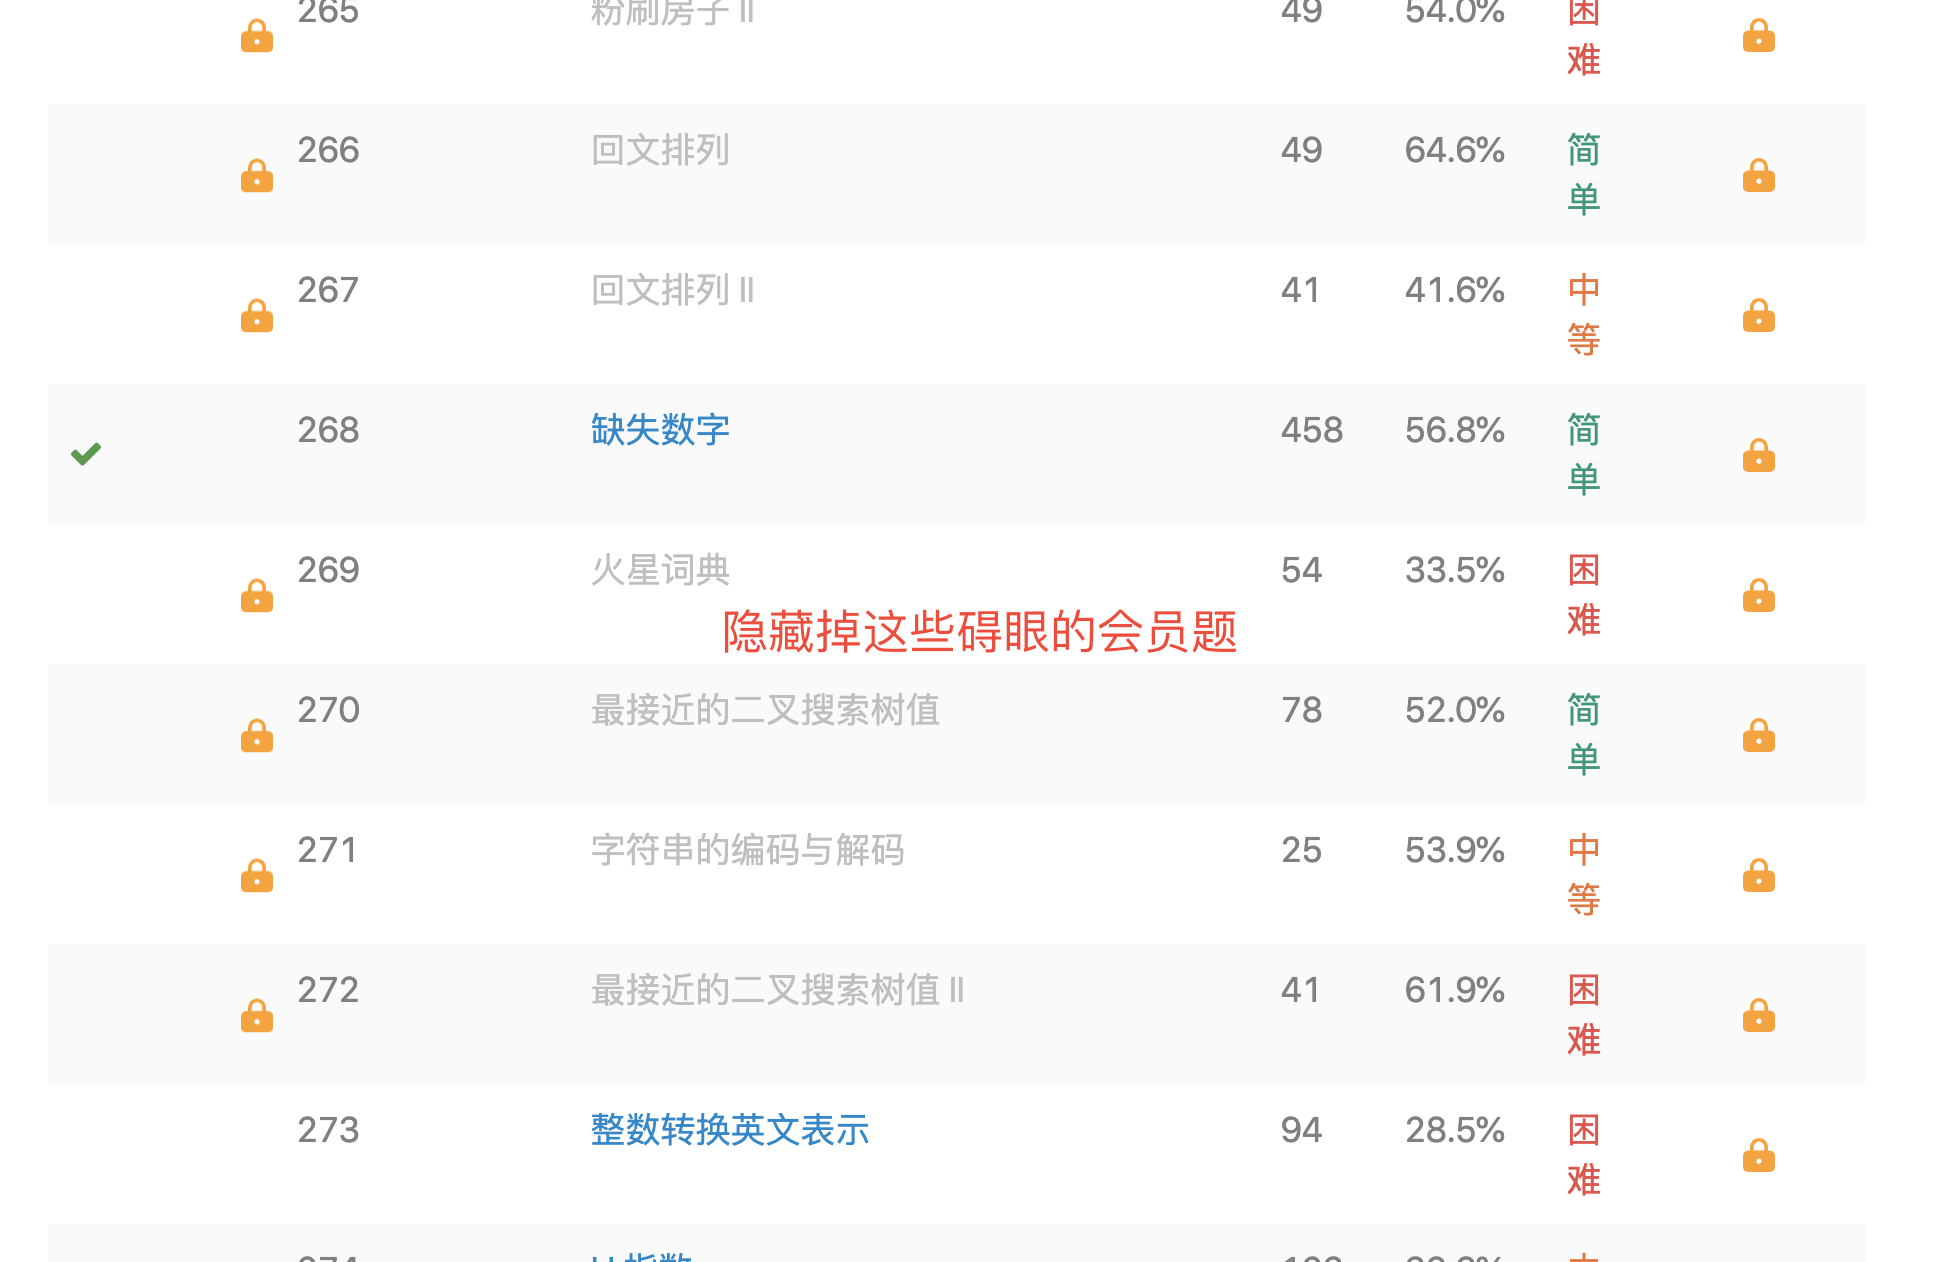 265 粉刷房子 II 49 54.0% 困难
266 回文排列 49 64.6% 简单
267 回文排列 II 41 41.6% 中等
268 缺失数字 458 56.8% 简单
269 火星词典 54 33.5% 困难
隐藏掉这些碍眼的会员题
270 最接近的二叉搜索树值 78 52.0% 简单
271 字符串的编码与解码 25 53.9% 中等
272 最接近的二叉搜索树值 II 41 61.9% 困难
273 整数转换英文表示 94 28.5% 困难
274 H指数